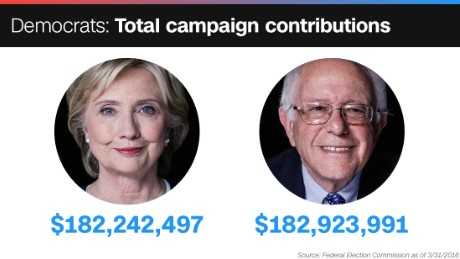 Democrats: Total campaign contributions
$182,242,497
$182,923,991
Source: Federal Election Commission as of 3/31/2016